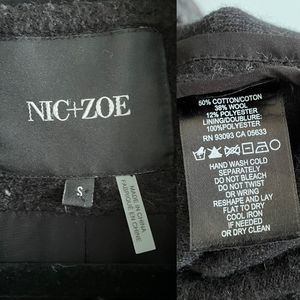 NIC+ZOE
S
MADE IN CHINA
FABRIQUÉ EN CHINE
50% COTTON/COTON
38% WOOL
12% POLYESTER
LINING/DOUBLURE:
100%POLYESTER
RN 93093 CA 05633
HAND WASH COLD
SEPARATELY
DO NOT BLEACH
DO NOT TWIST
OR WRING
RESHAPE AND LAY
FLAT TO DRY
COOL IRON
IF NEEDED
OR DRY CLEAN